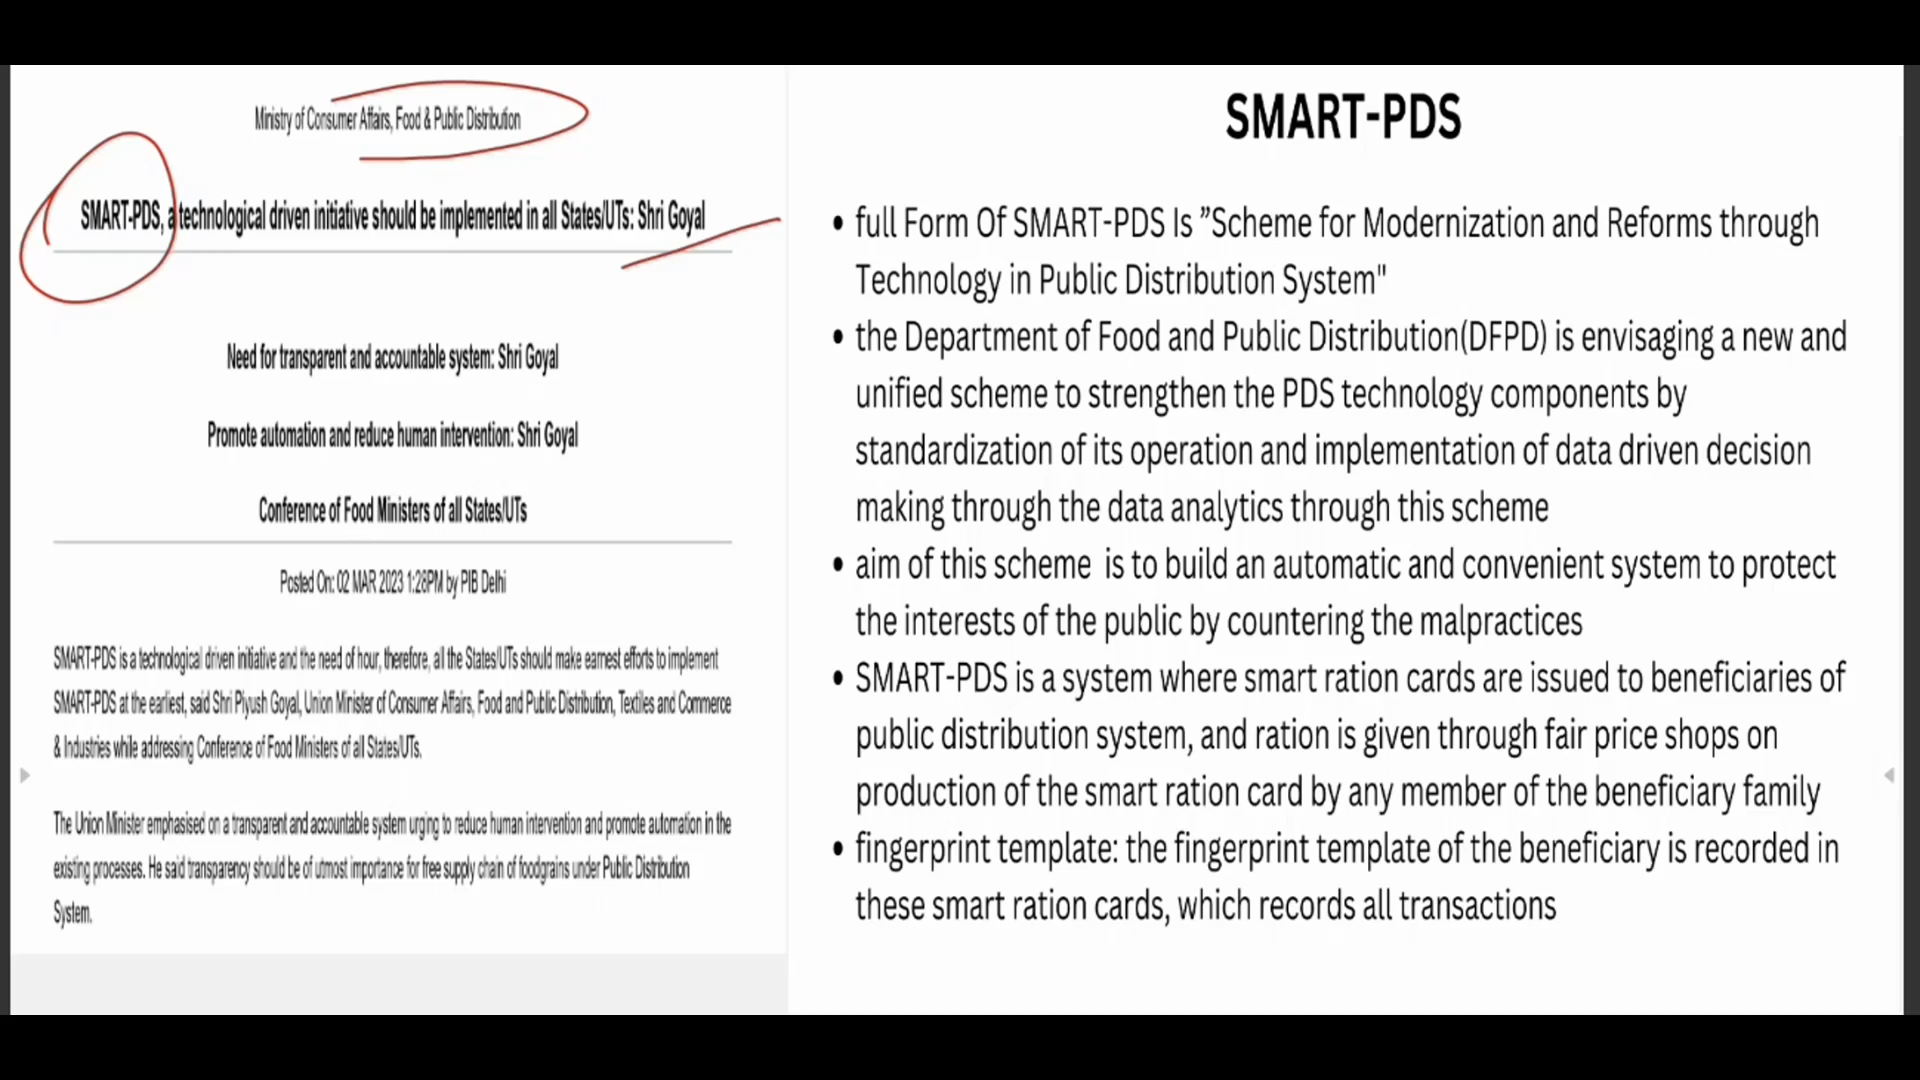 Ministry of Consumer Affairs, Food & Public Distribution
SMART-PDS, a technological driven initiative should be implemented in all States/UTs: Shri Goyal
Need for transparent and accountable system: Shri Goyal
Promote automation and reduce human intervention: Shri Goyal
Conference of Food Ministers of all States/UTs
Posted On: 02 MAR 2023 1:28PM by PIB Delhi
SMART-PDS is a technological driven initiative and the need of hour, therefore, all the States/UTs should make earnest efforts to implement
SMART-PDS at the earliest, said Shri Piyush Goyal, Union Minister of Consumer Affairs, Food and Public Distribution, Textiles and Commerce
& Industries while addressing Conference of Food Ministers of all States/UTs.
The Union Minister emphasised on a transparent and accountable system urging to reduce human intervention and promote automation in the
existing processes. He said transparency should be of utmost importance for free supply chain of foodgrains under Public Distribution
System.
SMART-PDS
• full Form Of SMART-PDS Is ”Scheme for Modernization and Reforms through
Technology in Public Distribution System"
• the Department of Food and Public Distribution(DFPD) is envisaging a new and
unified scheme to strengthen the PDS technology components by
standardization of its operation and implementation of data driven decision
making through the data analytics through this scheme
• aim of this scheme is to build an automatic and convenient system to protect
the interests of the public by countering the malpractices
• SMART-PDS is a system where smart ration cards are issued to beneficiaries of
public distribution system, and ration is given through fair price shops on
production of the smart ration card by any member of the beneficiary family
• fingerprint template: the fingerprint template of the beneficiary is recorded in
these smart ration cards, which records all transactions